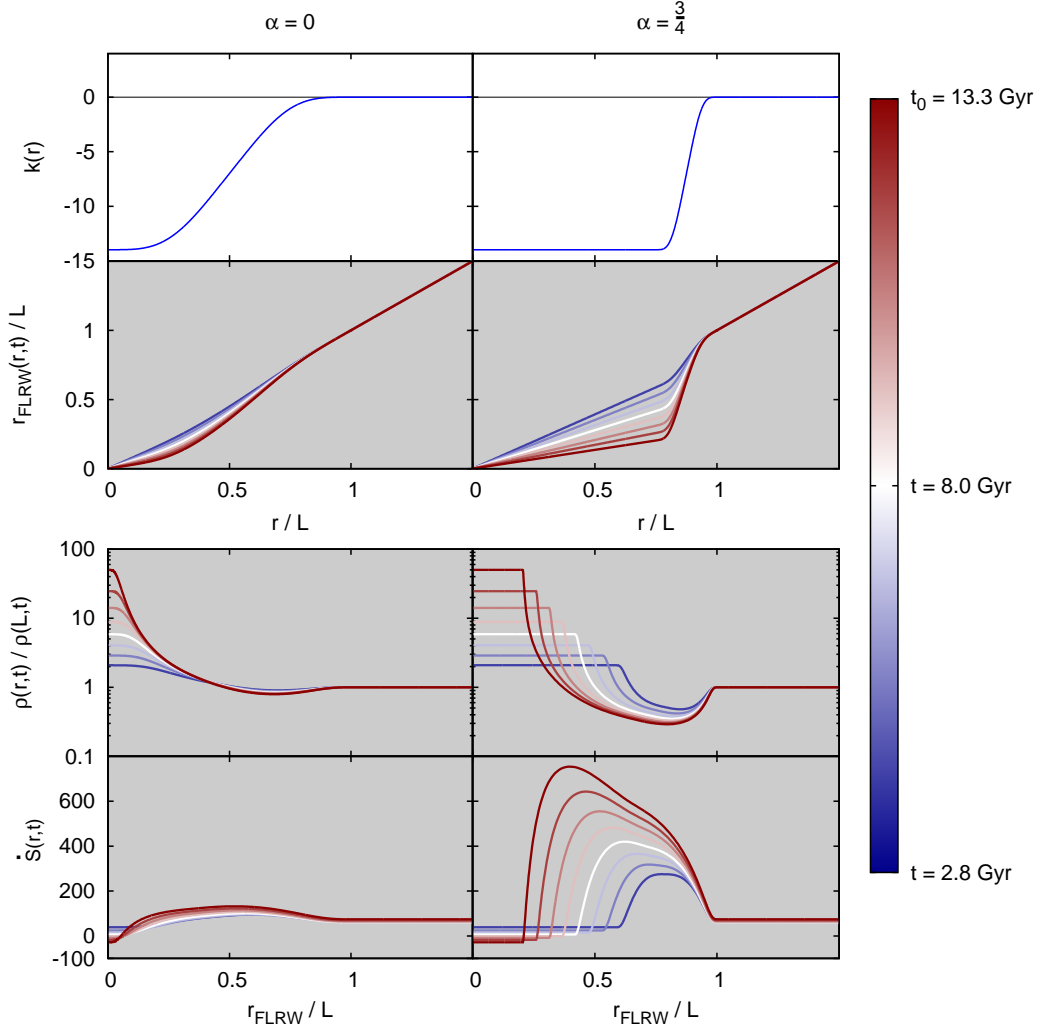 α = 0
α = 3/4
0
-5
-10
-15
k(r)
1
0.5
0
r_FLRW(r,t) / L
0 0.5 1
0 0.5 1
r / L
r / L
100
10
1
0.1
ρ(r,t) / ρ(L,t)
600
400
200
0
-100
Ṡ(r,t)
0 0.5 1
0 0.5 1
r_FLRW / L
r_FLRW / L
t_0 = 13.3 Gyr
t = 8.0 Gyr
t = 2.8 Gyr